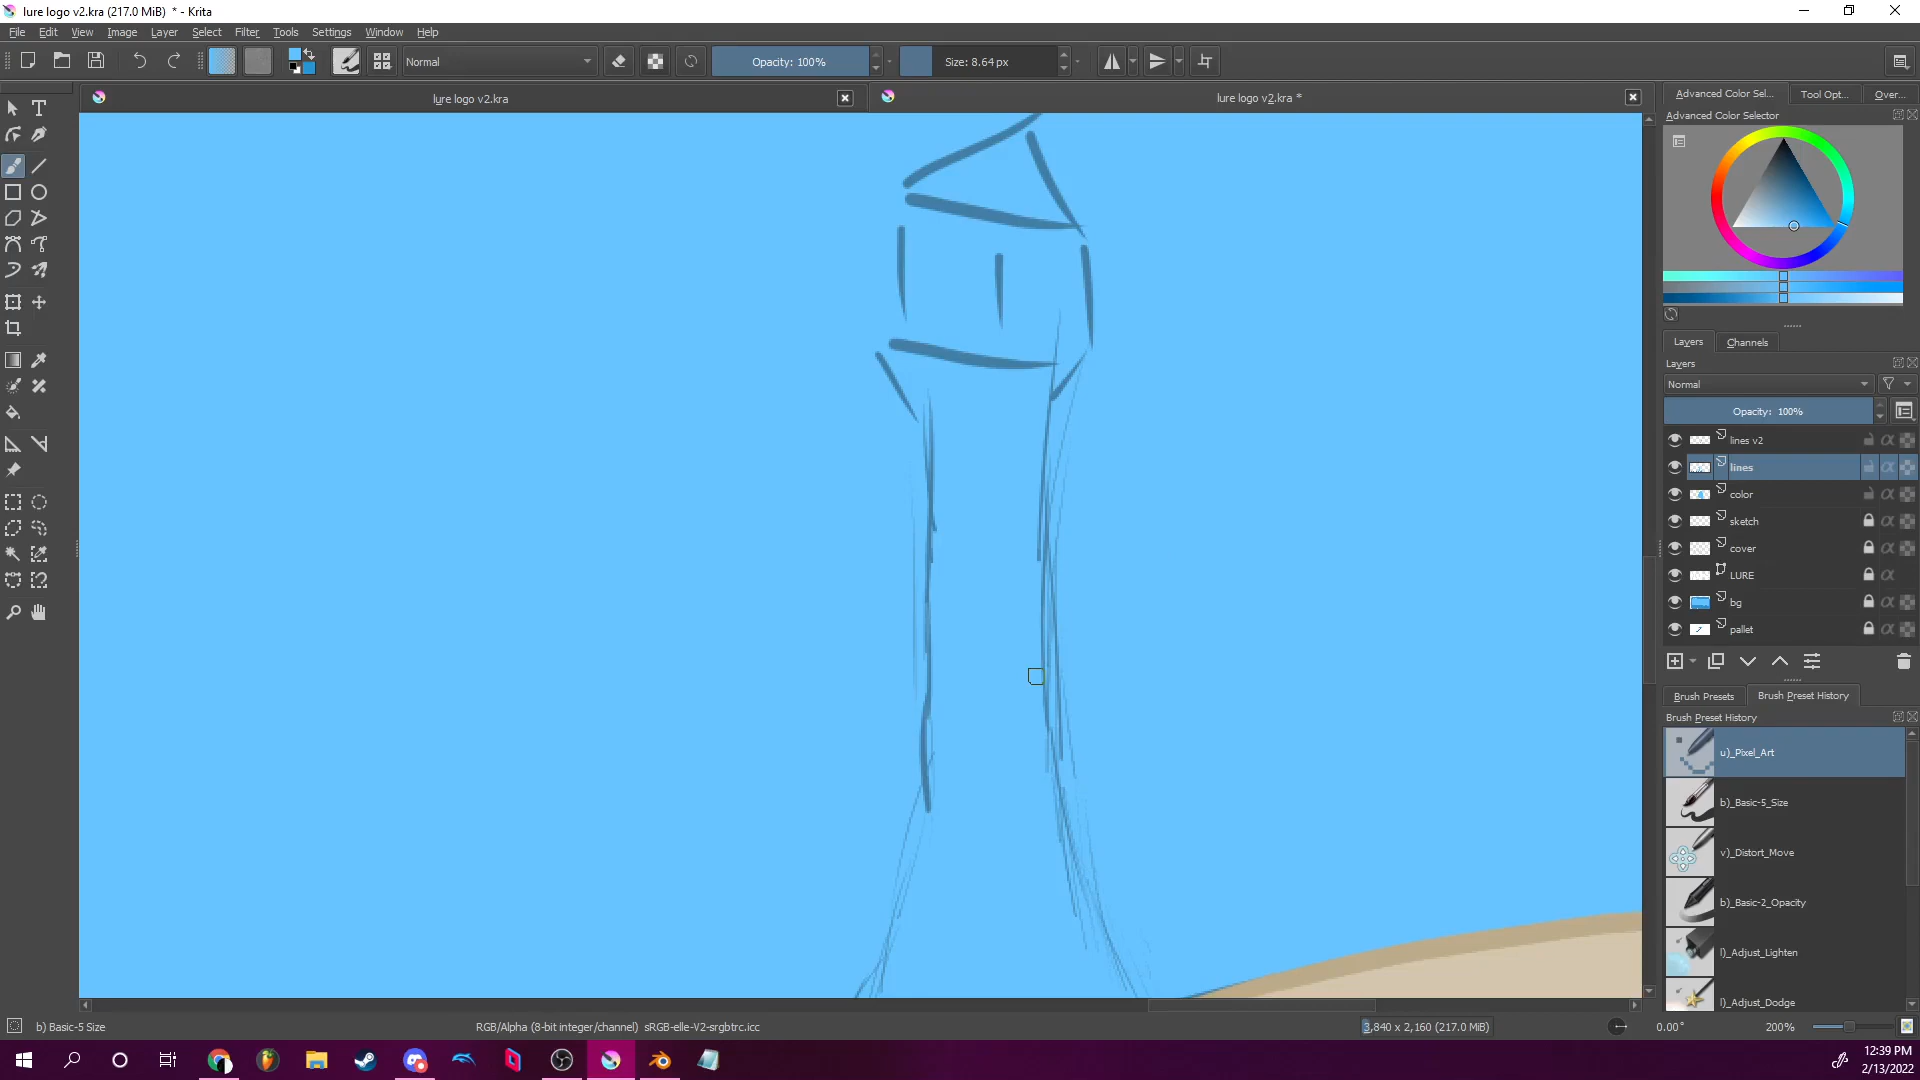 lure logo v2.kra (217.0 MiB)  * - Krita
File Edit View Image Layer Select Filter Tools Settings Window Help
Normal
Opacity: 100%
Size: 8.64 px
lure logo v2.kra
lure logo v2.kra *
Advanced Color Sel...
Tool Opt...
Over...
Advanced Color Selector
Layers
Channels
Layers
Normal
Opacity:  100%
lines v2
lines
color
sketch
cover
LURE
bg
pallet
Brush Presets
Brush Preset History
Brush Preset History
u)_Pixel_Art
b)_Basic-5_Size
v)_Distort_Move
b)_Basic-2_Opacity
l)_Adjust_Lighten
l)_Adjust_Dodge
b) Basic-5 Size
RGB/Alpha (8-bit integer/channel)  sRGB-elle-V2-srgbtrc.icc
3,840 x 2,160 (217.0 MiB)
0.00°
200%
12:39 PM
2/13/2022